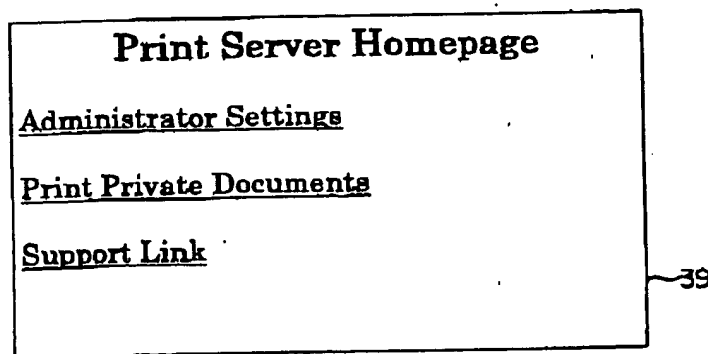 Print Server Homepage
Administrator Settings
Print Private Documents
Support Link
39